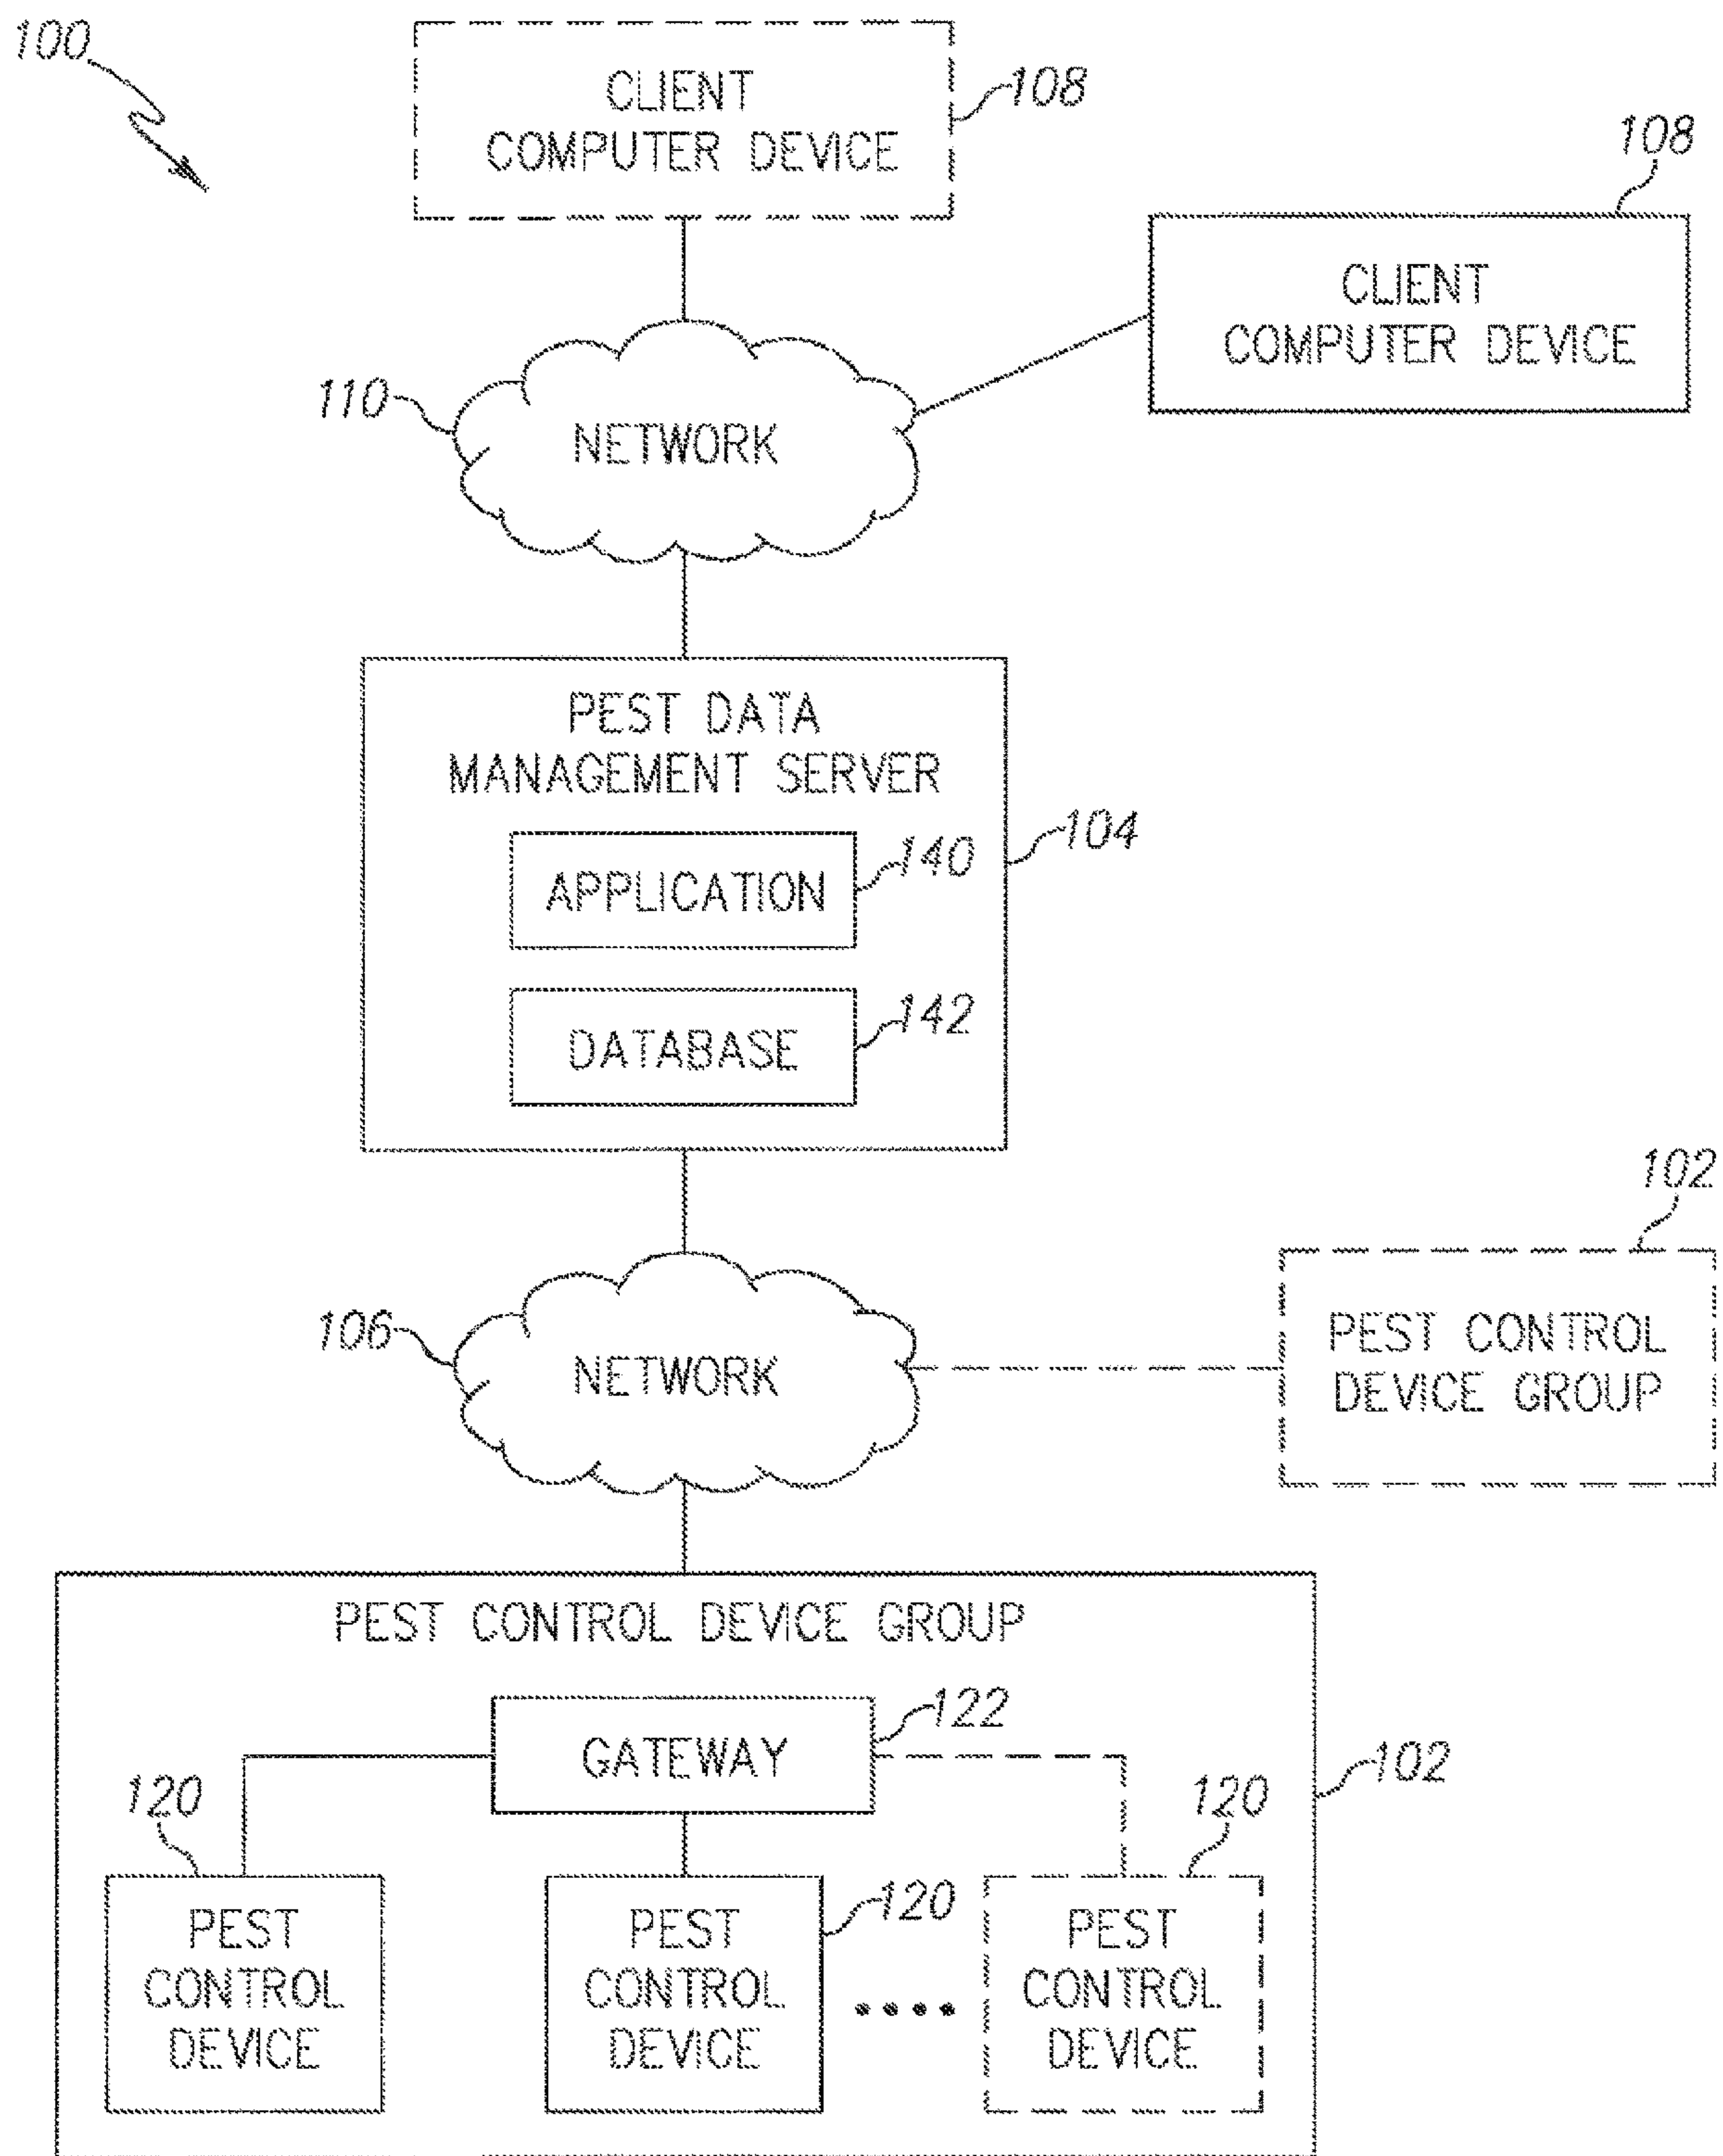 100
CLIENT
COMPUTER DEVICE
108
108
CLIENT
COMPUTER DEVICE
110
NETWORK
PEST DATA
MANAGEMENT SERVER
104
APPLICATION
140
DATABASE
142
102
PEST CONTROL
DEVICE GROUP
106
NETWORK
PEST CONTROL DEVICE GROUP
GATEWAY
122
102
120
PEST
CONTROL
DEVICE
120
PEST
CONTROL
DEVICE
120
PEST
CONTROL
DEVICE